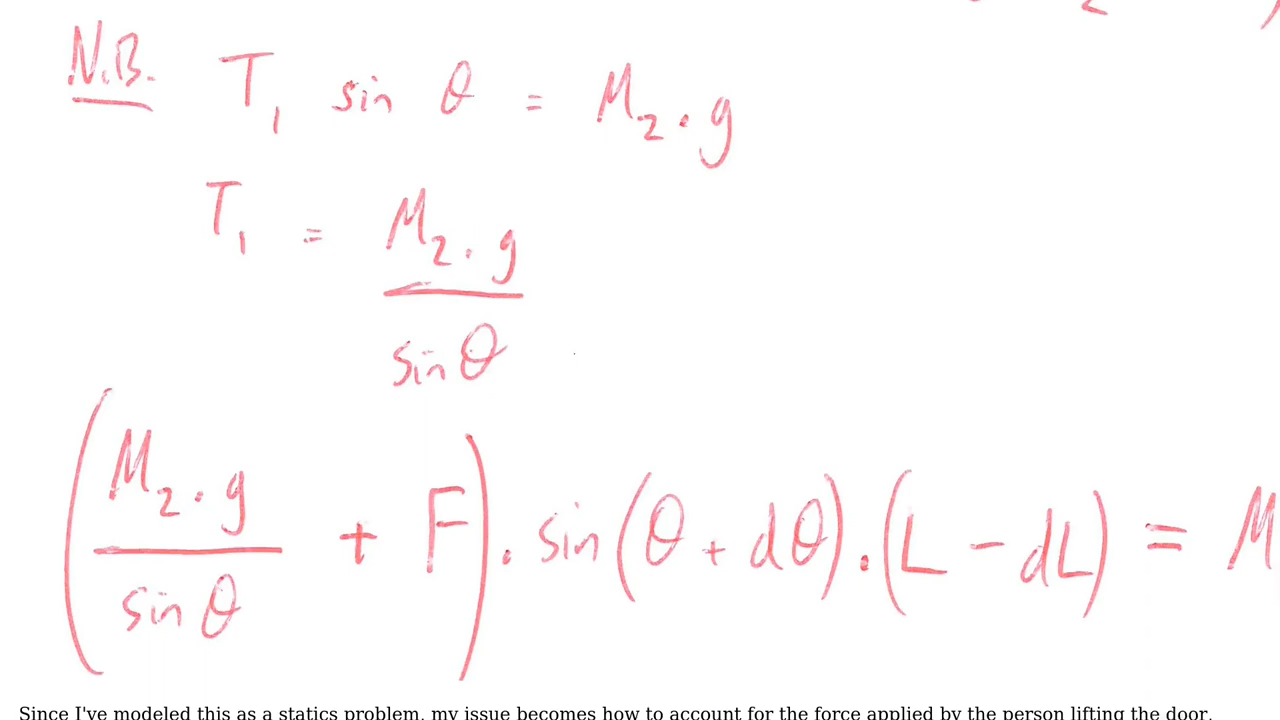 N.B. T₁ sin θ = M₂ · g
T₁ = M₂ · g / sin θ
(M₂ · g / sin θ + F) · sin(θ + dθ) · (L − dL) = M
Since I've modeled this as a statics problem, my issue becomes how to account for the force applied by the person lifting the door.